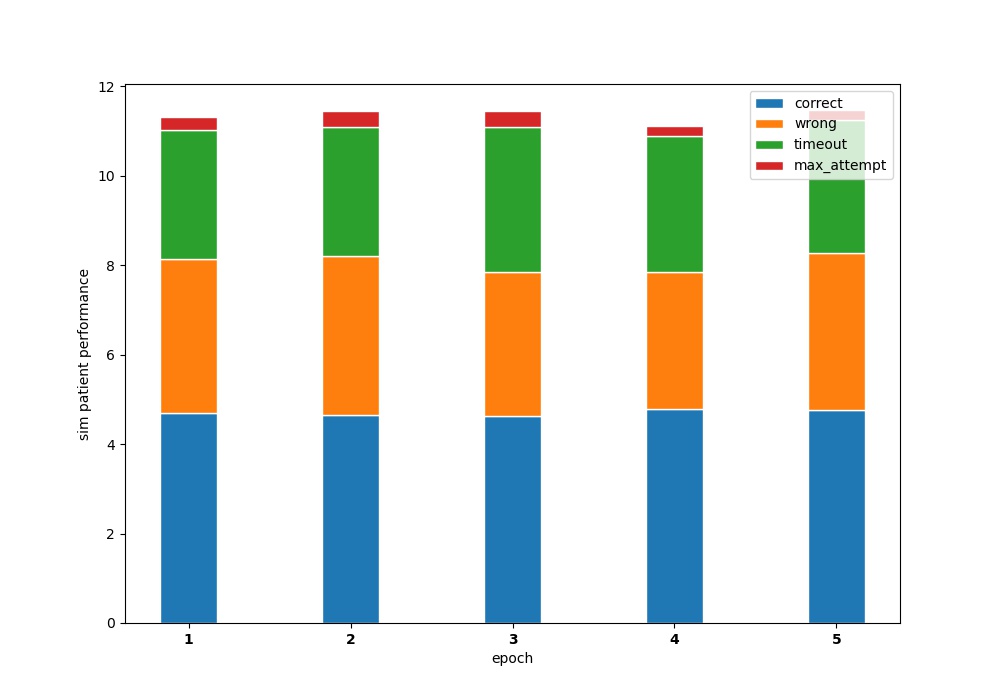 12
10
8
6
4
2
0
sim patient performance
correct
wrong
timeout
max_attempt
1 2 3 4 5
epoch